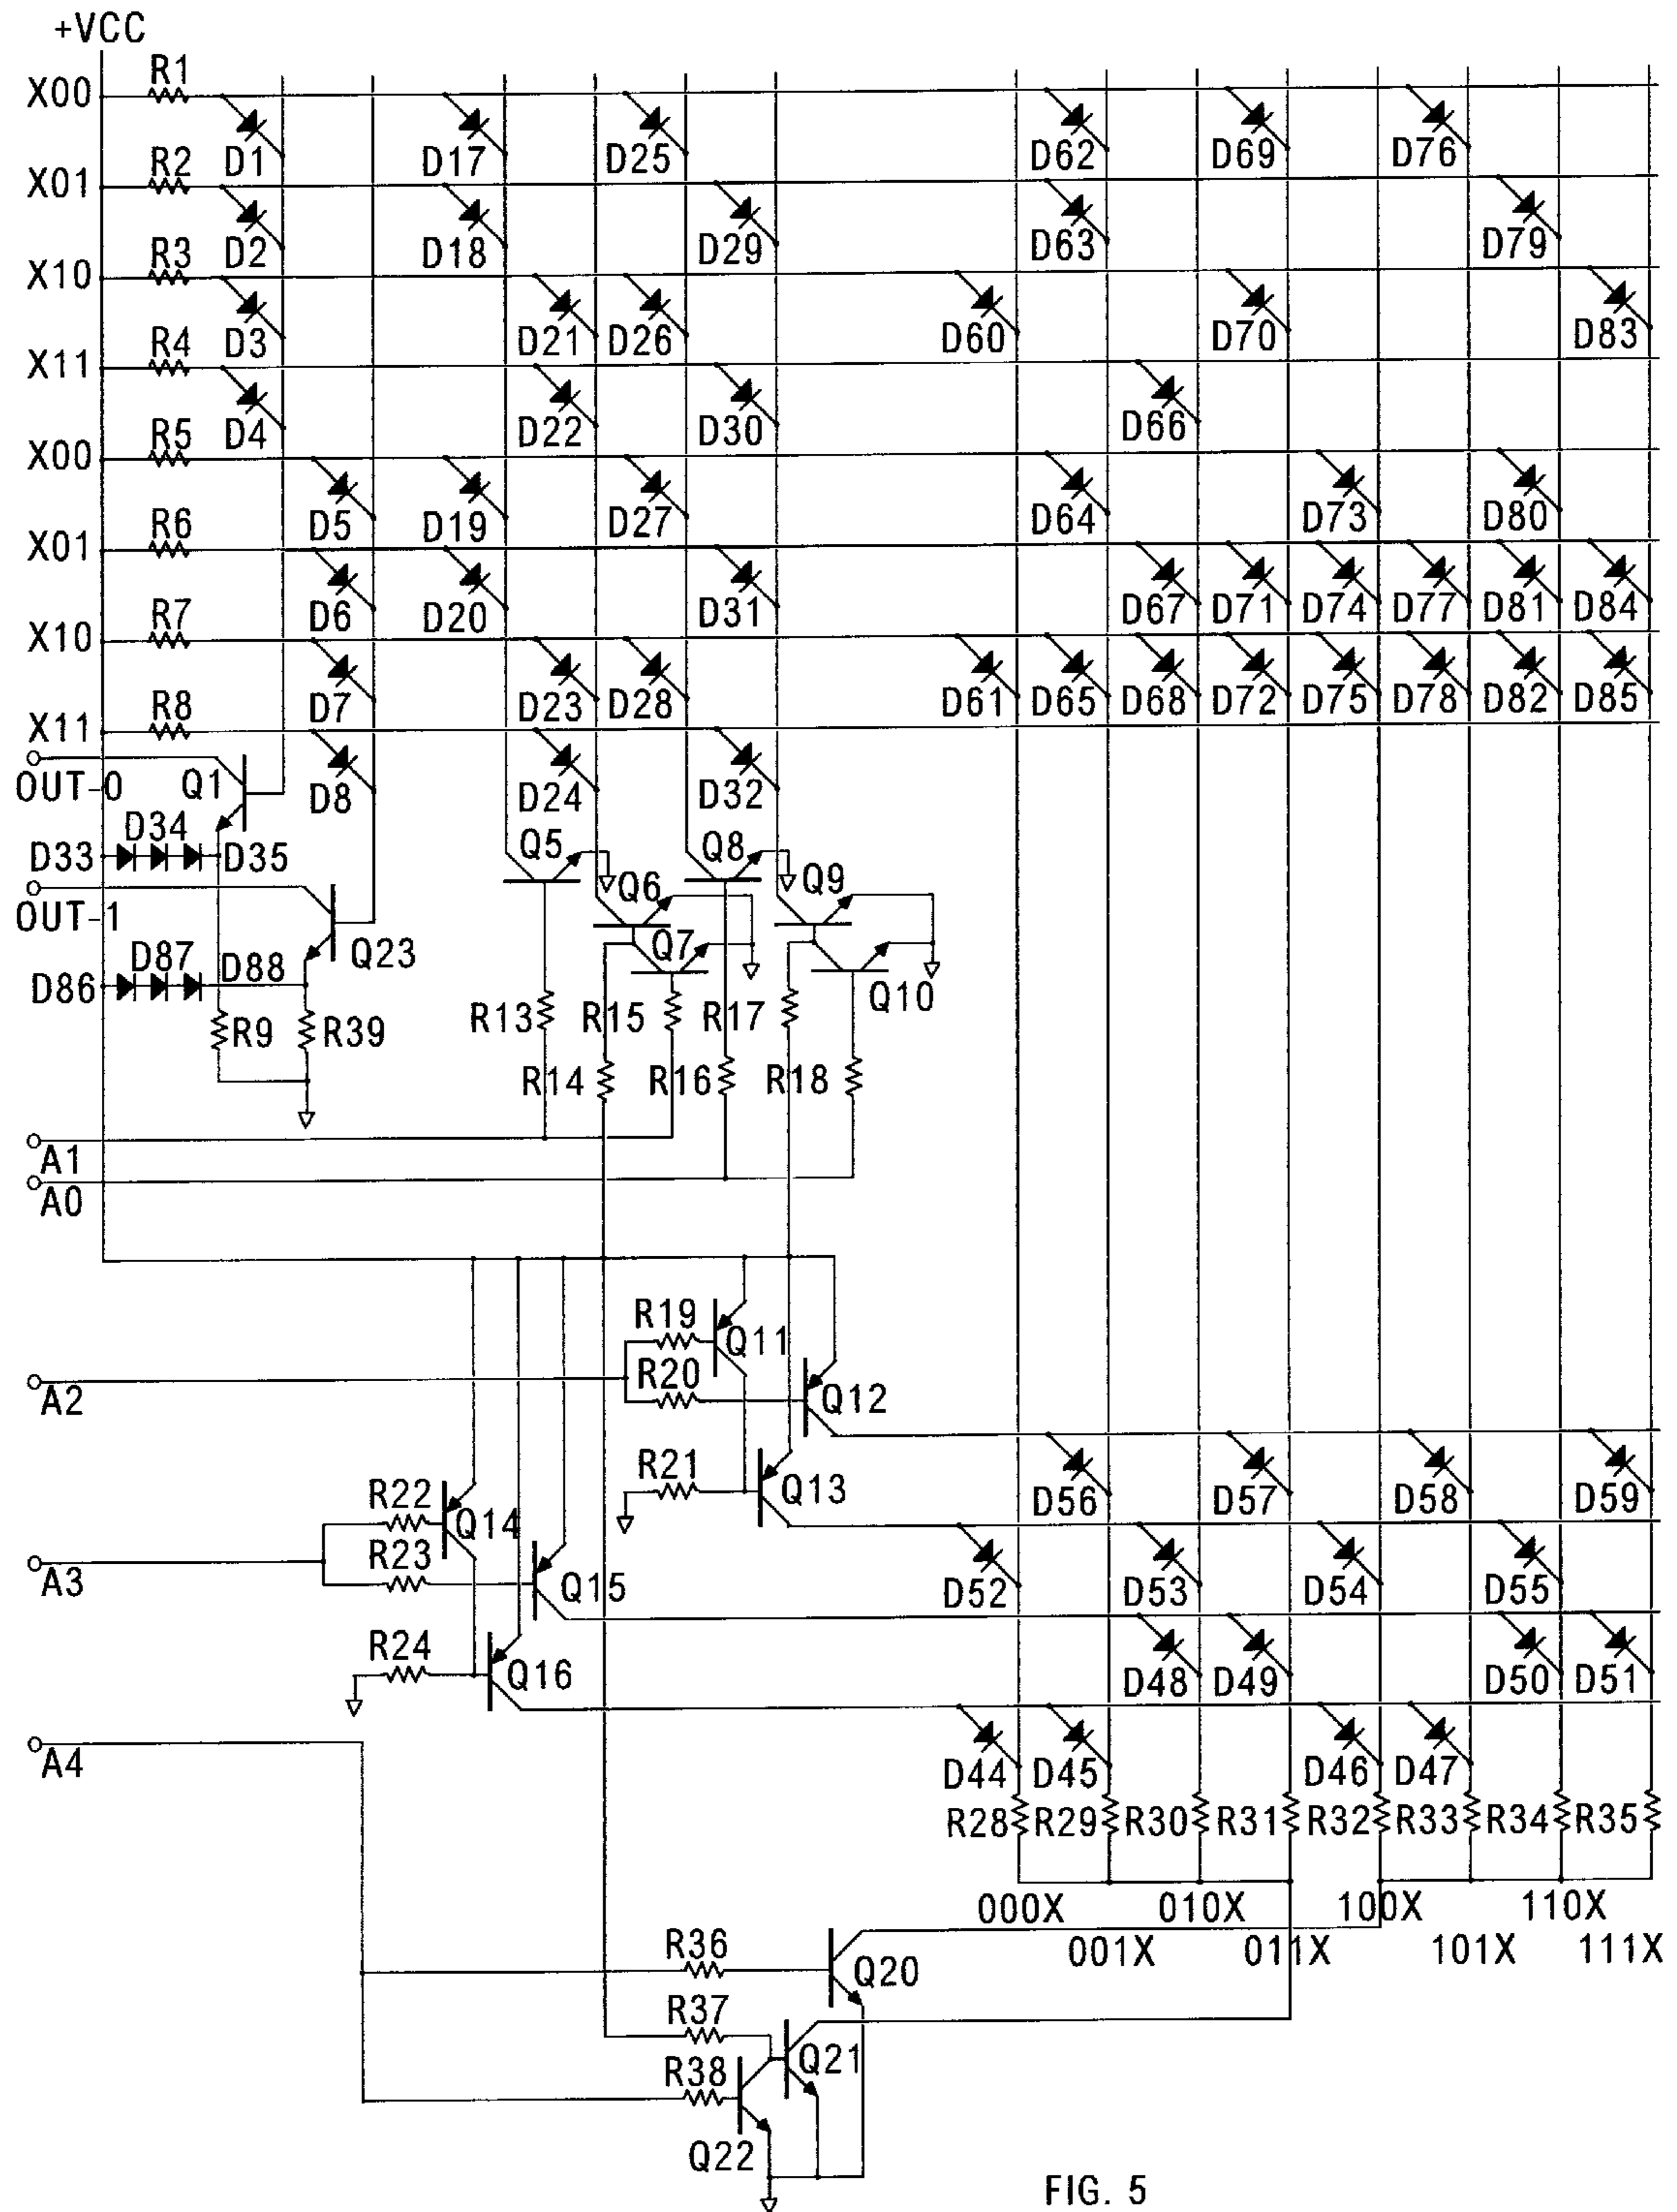 +VCC
R1
X00
D1 D17 D25 D62 D69 D76
R2
X01
D2 D18 D29 D63 D79
R3
X10
D3 D21 D26 D60 D70 D83
R4
X11
D4 D22 D30 D66
R5
X00
D5 D19 D27 D64 D73 D80
R6
X01
D6 D20 D31 D67 D71 D74 D77 D81 D84
R7
X10
D7 D23 D28 D61 D65 D68 D72 D75 D78 D82 D85
R8
X11
OUT-0 Q1 D8 D24 D32
D34
D33 D35 Q5 Q8
Q6 Q9
OUT-1
Q7
D87 D88 Q23
D86 Q10
R9 R39 R13 R15 R17
R14 R16 R18
A1
A0
R19
Q11
R20
A2 Q12
R21
Q13 D56 D57 D58 D59
R22
Q14
R23
A3 Q15 D52 D53 D54 D55
R24
Q16 D48 D49 D50 D51
A4 D44 D45 D46 D47
R28 R29 R30 R31 R32 R33 R34 R35
000X 010X 100X 110X
001X 011X 101X 111X
R36
Q20
R37
Q21
R38
Q22
FIG. 5